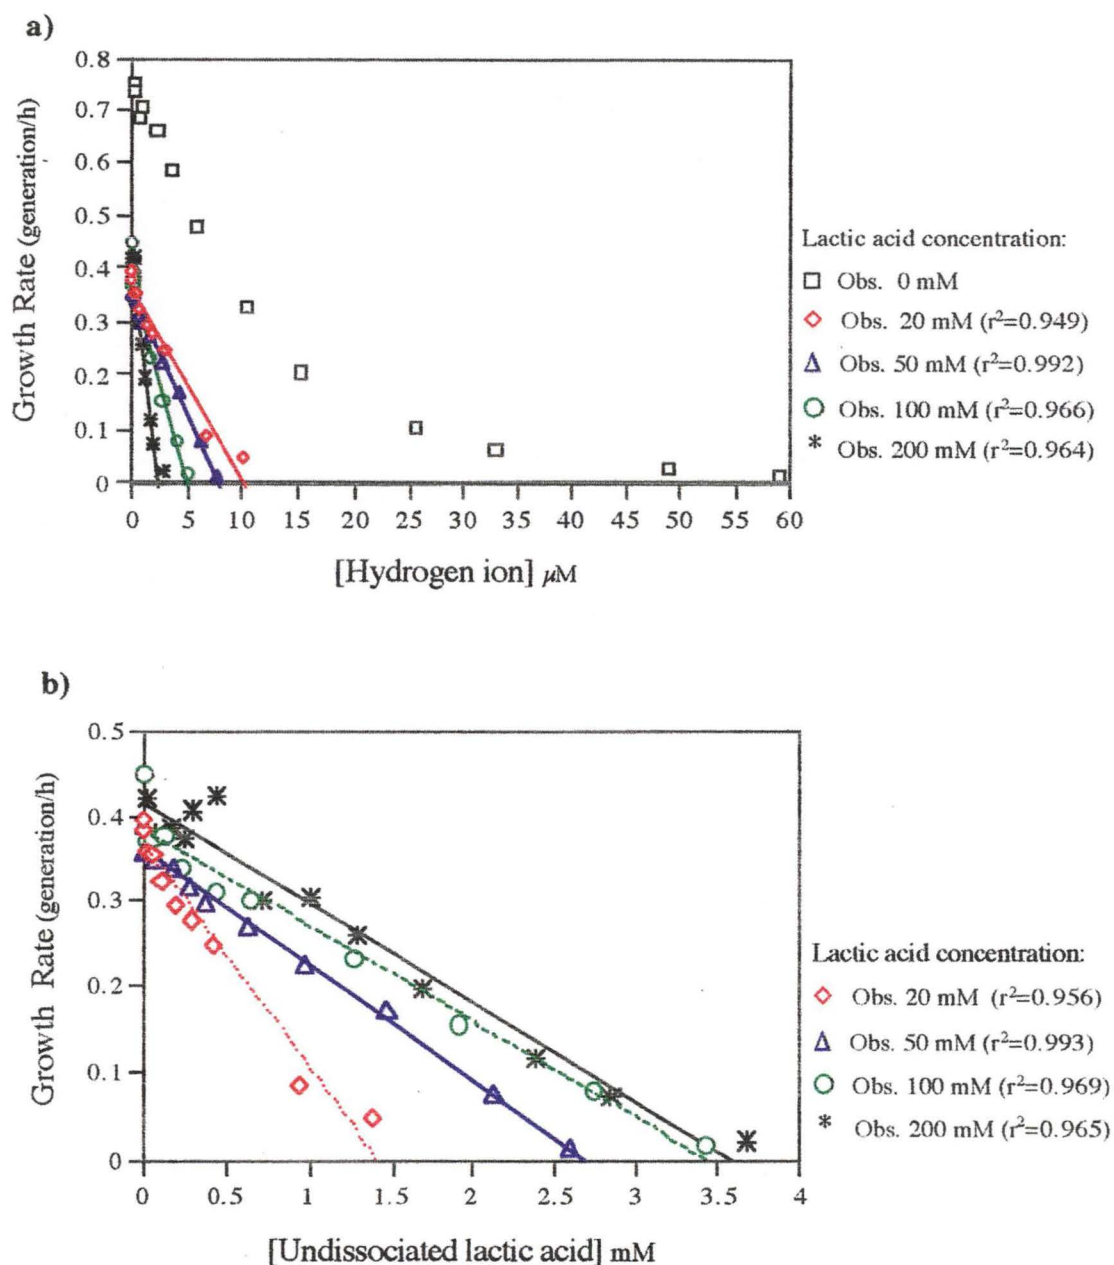 a)
0.8
0.7
0.6
0.5
0.4
0.3
0.2
0.1
0
Growth Rate (generation/h)
0 5 10 15 20 25 30 35 40 45 50 55 60
[Hydrogen ion] μM
Lactic acid concentration:
Obs. 0 mM
Obs. 20 mM (r²=0.949)
Obs. 50 mM (r²=0.992)
Obs. 100 mM (r²=0.966)
Obs. 200 mM (r²=0.964)
b)
0.5
0.4
0.3
0.2
0.1
0
Growth Rate (generation/h)
0 0.5 1 1.5 2 2.5 3 3.5 4
[Undissociated lactic acid] mM
Lactic acid concentration:
Obs. 20 mM (r²=0.956)
Obs. 50 mM (r²=0.993)
Obs. 100 mM (r²=0.969)
Obs. 200 mM (r²=0.965)